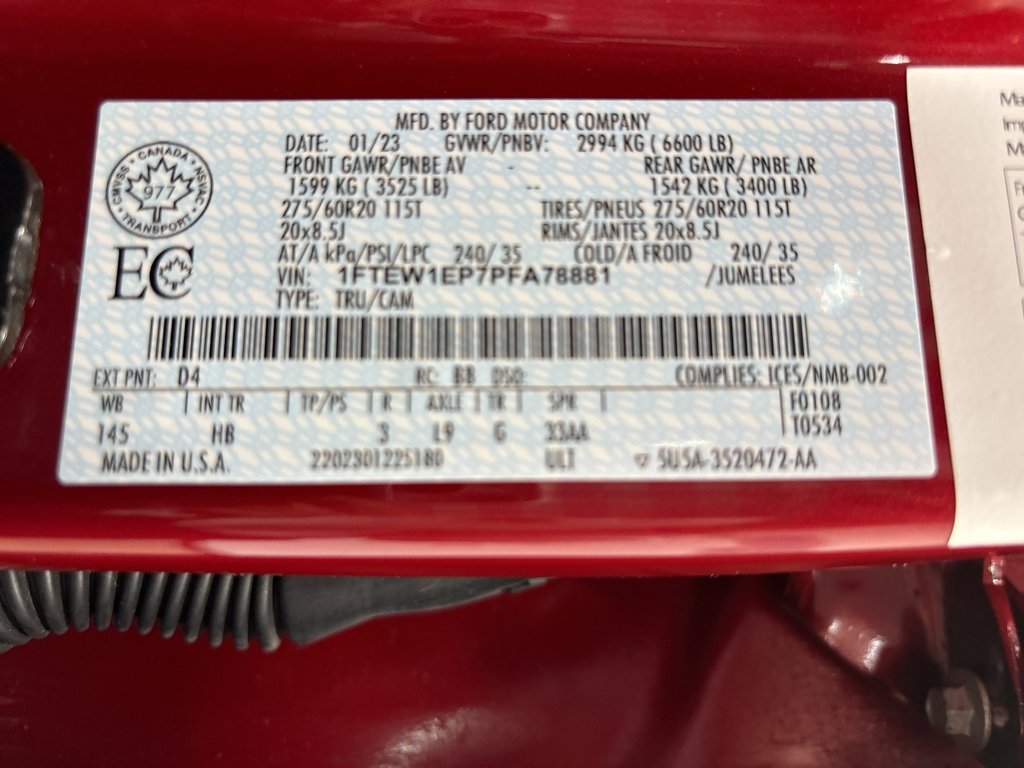 MFD. BY FORD MOTOR COMPANY
DATE: 01/23 GVWR/PNBV: 2994 KG ( 6600 LB)
FRONT GAWR/PNBE AV - REAR GAWR/ PNBE AR
1599 KG ( 3525 LB) -- 1542 KG ( 3400 LB)
275/60R20 115T TIRES/PNEUS 275/60R20 115T
20x8.5J RIMS/JANTES 20x8.5J
AT/A kPa/PSI/LPC 240/ 35 COLD/A FROID 240/ 35
VIN: 1FTEW1EP7PFA78881 /JUMELEES
TYPE: TRU/CAM
CANADA
CMVSS 977 NSVAC
TRANSPORT
EC
EXT PNT: D4 RC: BB DSO: COMPLIES: ICES/NMB-002
WB | INT TR | TP/PS | R | AXLE | TR | SPR | F0108
145 HB 3 L9 G 33AA T0534
MADE IN U.S.A. 2202301225180 ULT ▽ 5U5A-3520472-AA